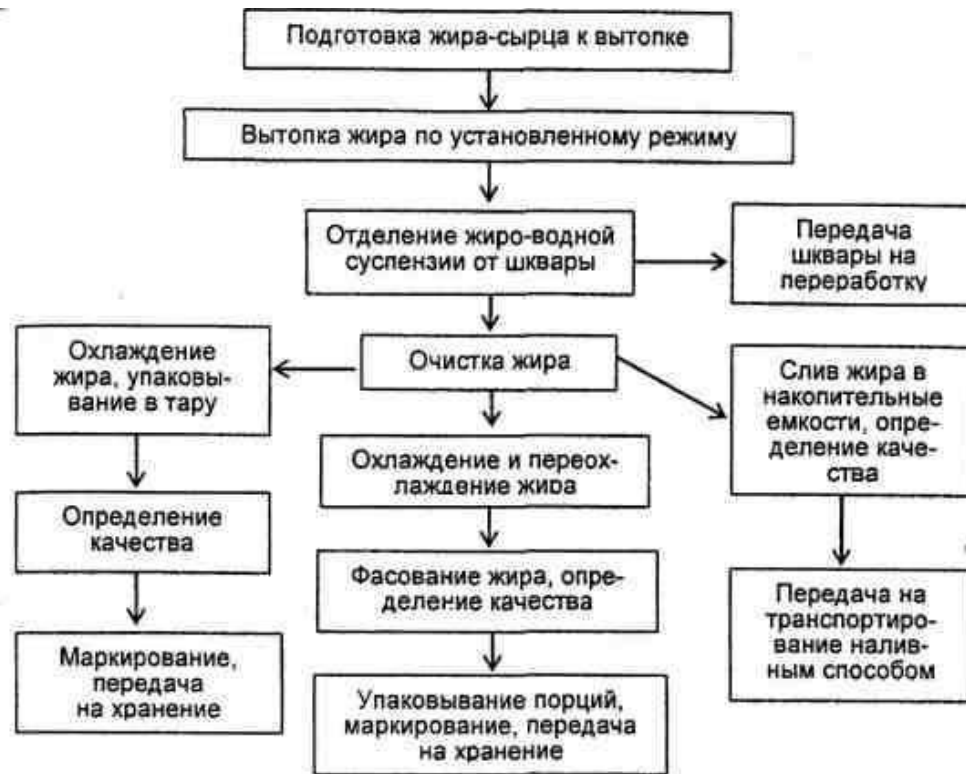 Подготовка жира-сырца к вытопке
Вытопка жира по установленному режиму
Отделение жиро-водной
суспензии от шквары
Передача
шквары на
переработку
Охлаждение
жира, упаковы-
вание в тару
Очистка жира
Слив жира в
накопительные
емкости, опре-
деление каче-
ства
Охлаждение и переох-
лаждение жира
Определение
качества
Фасование жира, опре-
деление качества
Передача на
транспортиро-
вание налив-
ным способом
Маркирование,
передача
на хранение
Упаковывание порций,
маркирование, передача
на хранение